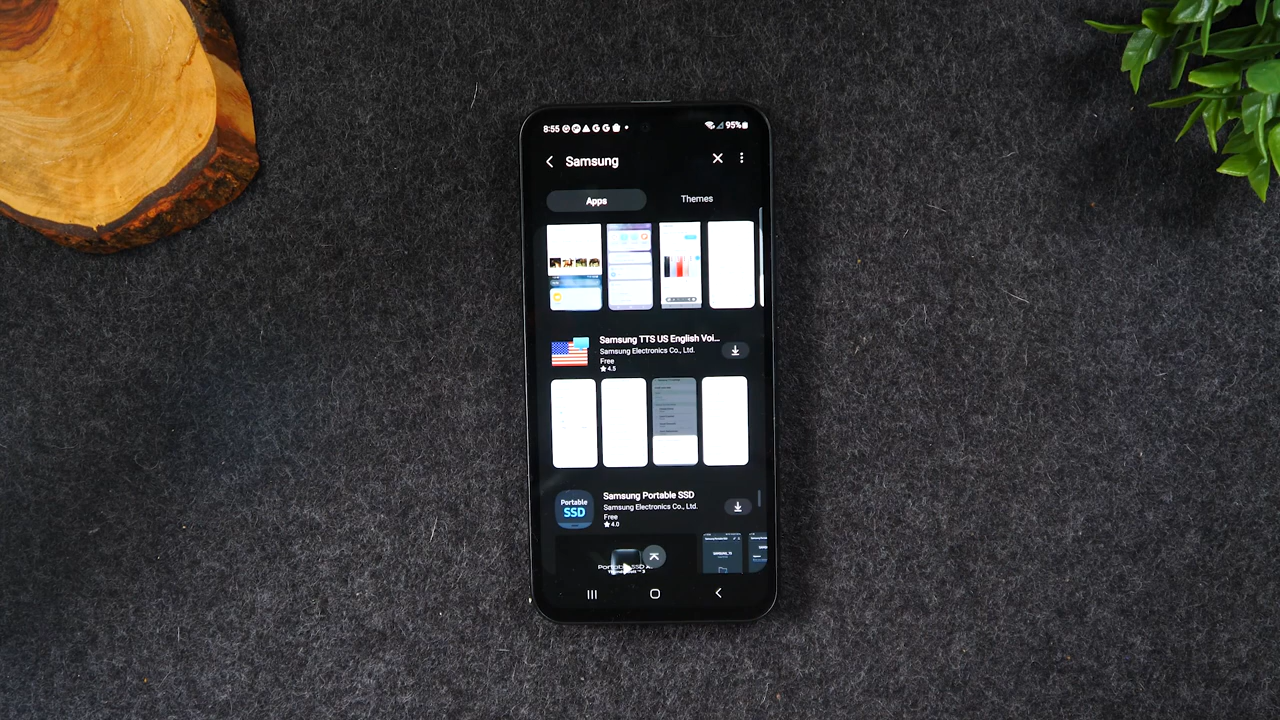 8:55
95%
Samsung
Apps
Themes
Samsung TTS US English Voi...
Samsung Electronics Co., Ltd.
Free
4.5
Portable
SSD
Samsung Portable SSD
Samsung Electronics Co., Ltd.
Free
4.0